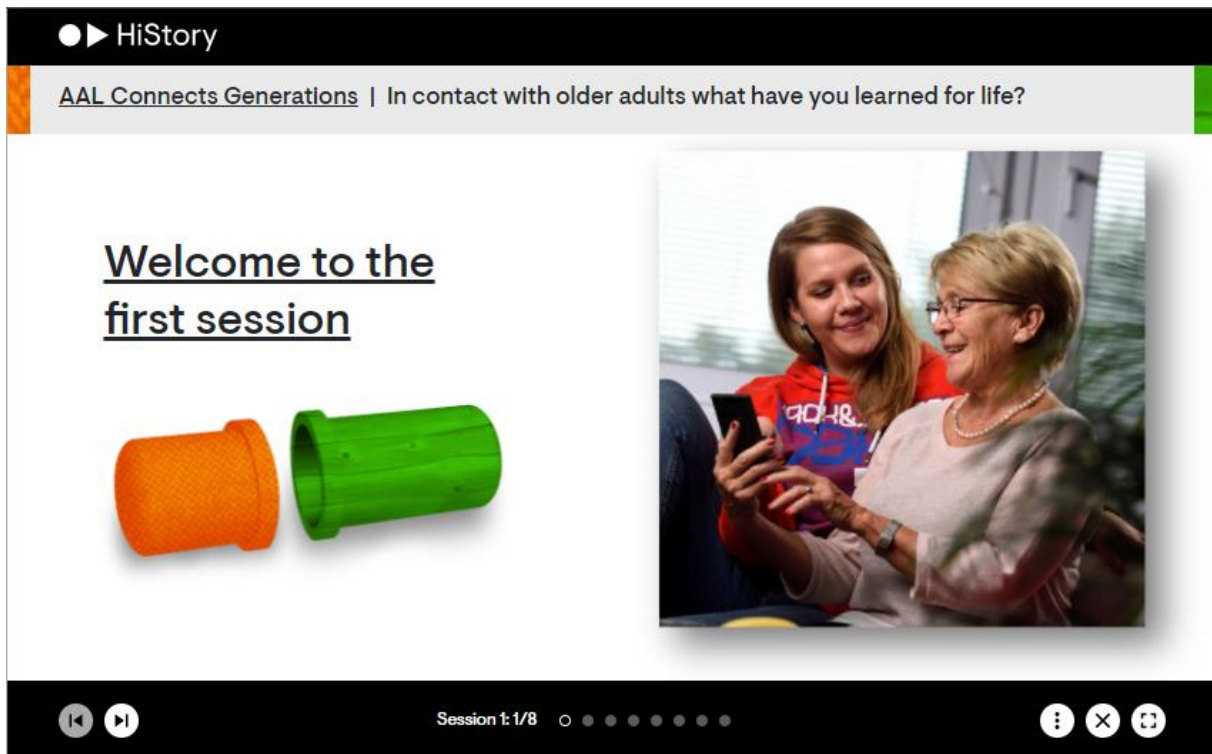 HiStory
AAL Connects Generations | In contact with older adults what have you learned for life?
Welcome to the
first session
Session 1: 1/8